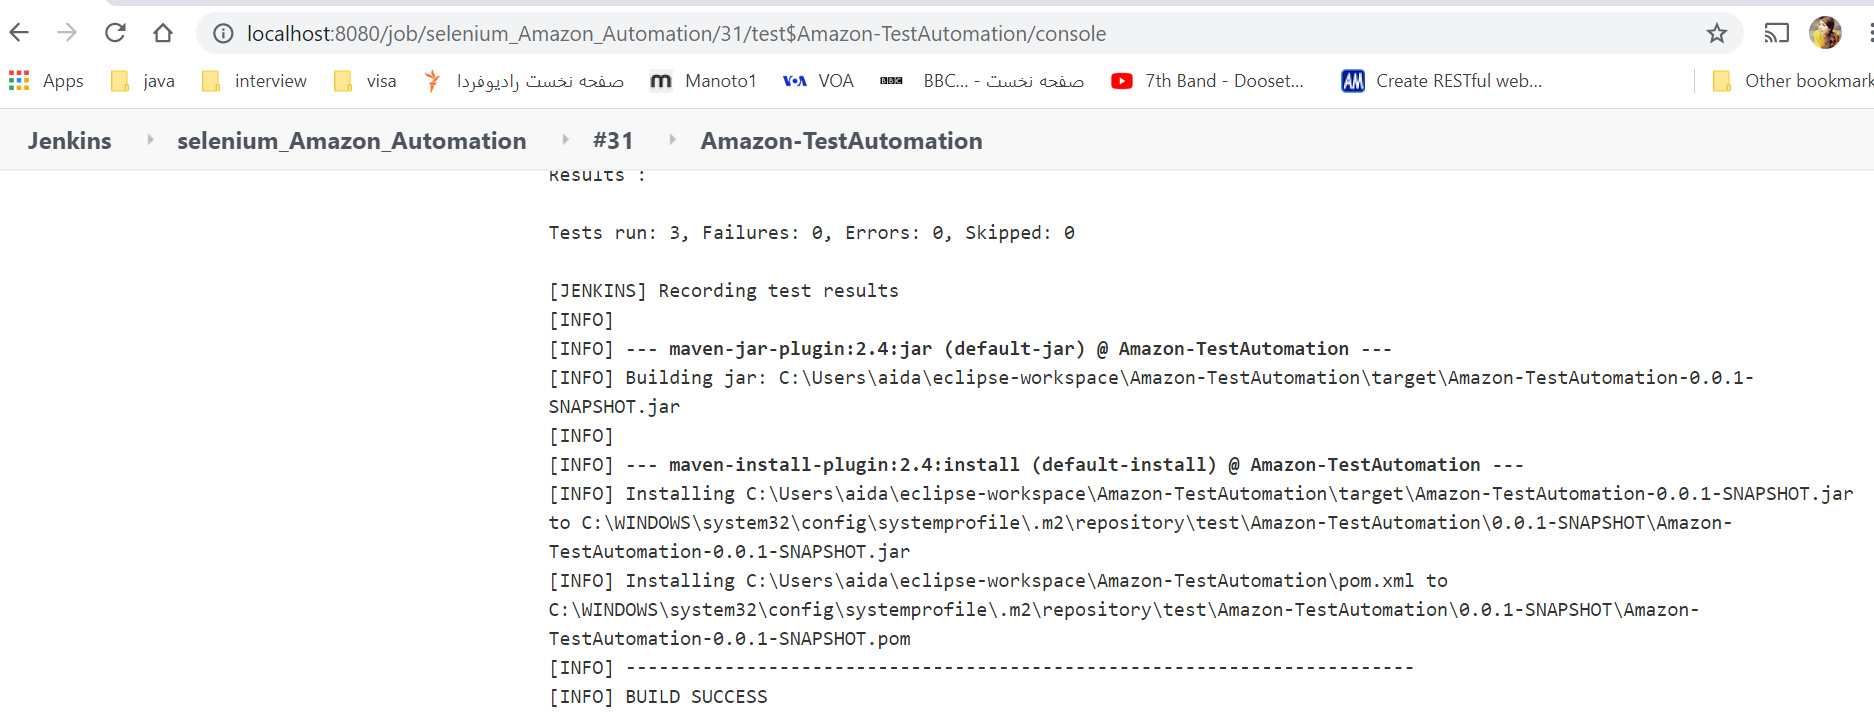 localhost:8080/job/selenium_Amazon_Automation/31/test$Amazon-TestAutomation/console
Apps java interview visa صفحه نخست رادیوفردا Manoto1 VOA BBC... - صفحه نخست 7th Band - Dooset... Create RESTful web... Other bookmark
Jenkins selenium_Amazon_Automation #31 Amazon-TestAutomation
Results :
Tests run: 3, Failures: 0, Errors: 0, Skipped: 0
[JENKINS] Recording test results
[INFO]
[INFO] --- maven-jar-plugin:2.4:jar (default-jar) @ Amazon-TestAutomation ---
[INFO] Building jar: C:\Users\aida\eclipse-workspace\Amazon-TestAutomation\target\Amazon-TestAutomation-0.0.1-
SNAPSHOT.jar
[INFO]
[INFO] --- maven-install-plugin:2.4:install (default-install) @ Amazon-TestAutomation ---
[INFO] Installing C:\Users\aida\eclipse-workspace\Amazon-TestAutomation\target\Amazon-TestAutomation-0.0.1-SNAPSHOT.jar
to C:\WINDOWS\system32\config\systemprofile\.m2\repository\test\Amazon-TestAutomation\0.0.1-SNAPSHOT\Amazon-
TestAutomation-0.0.1-SNAPSHOT.jar
[INFO] Installing C:\Users\aida\eclipse-workspace\Amazon-TestAutomation\pom.xml to
C:\WINDOWS\system32\config\systemprofile\.m2\repository\test\Amazon-TestAutomation\0.0.1-SNAPSHOT\Amazon-
TestAutomation-0.0.1-SNAPSHOT.pom
[INFO] ------------------------------------------------------------------------
[INFO] BUILD SUCCESS